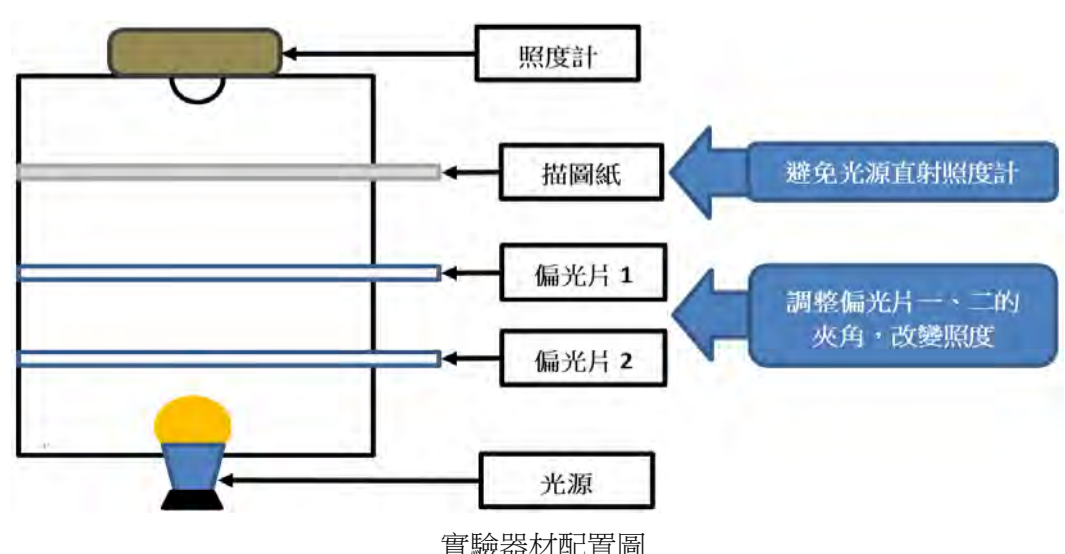 照度計
描圖紙
避免光源直射照度計
偏光片 1
調整偏光片一、二的
夾角，改變照度
偏光片 2
光源
實驗器材配置圖